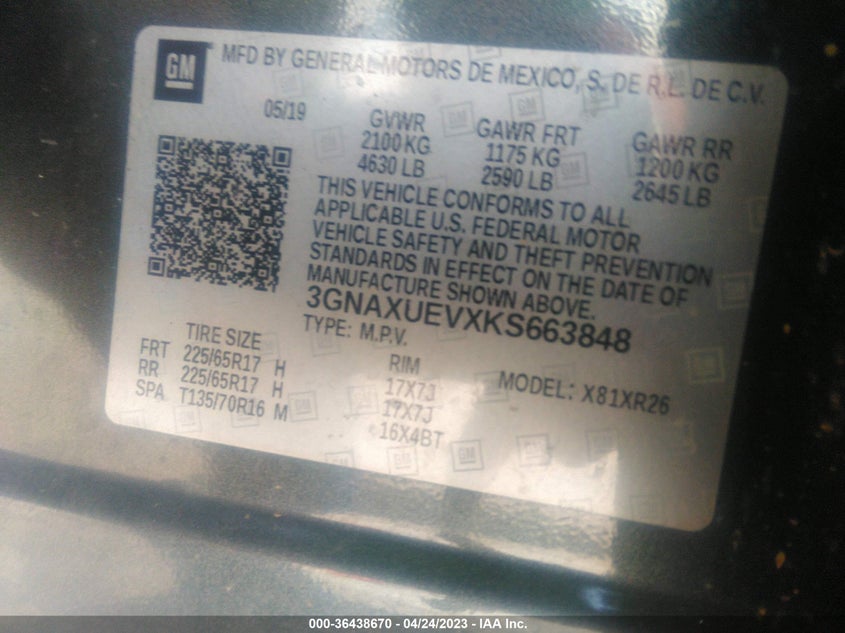 GM
MFD BY GENERAL MOTORS DE MEXICO, S. DE R.L. DE C.V.
05/19
GVWR
2100 KG
4630 LB
GAWR FRT
1175 KG
2590 LB
GAWR RR
1200 KG
2645 LB
THIS VEHICLE CONFORMS TO ALL
APPLICABLE U.S. FEDERAL MOTOR
VEHICLE SAFETY AND THEFT PREVENTION
STANDARDS IN EFFECT ON THE DATE OF
MANUFACTURE SHOWN ABOVE.
3GNAXUEVXKS663848
TYPE: M.P.V.
MODEL: X81XR26
TIRE SIZE RIM
FRT 225/65R17 H 17X7J
RR 225/65R17 H 17X7J
SPA T135/70R16 M 16X4BT
000-36438670 - 04/24/2023 - IAA Inc.